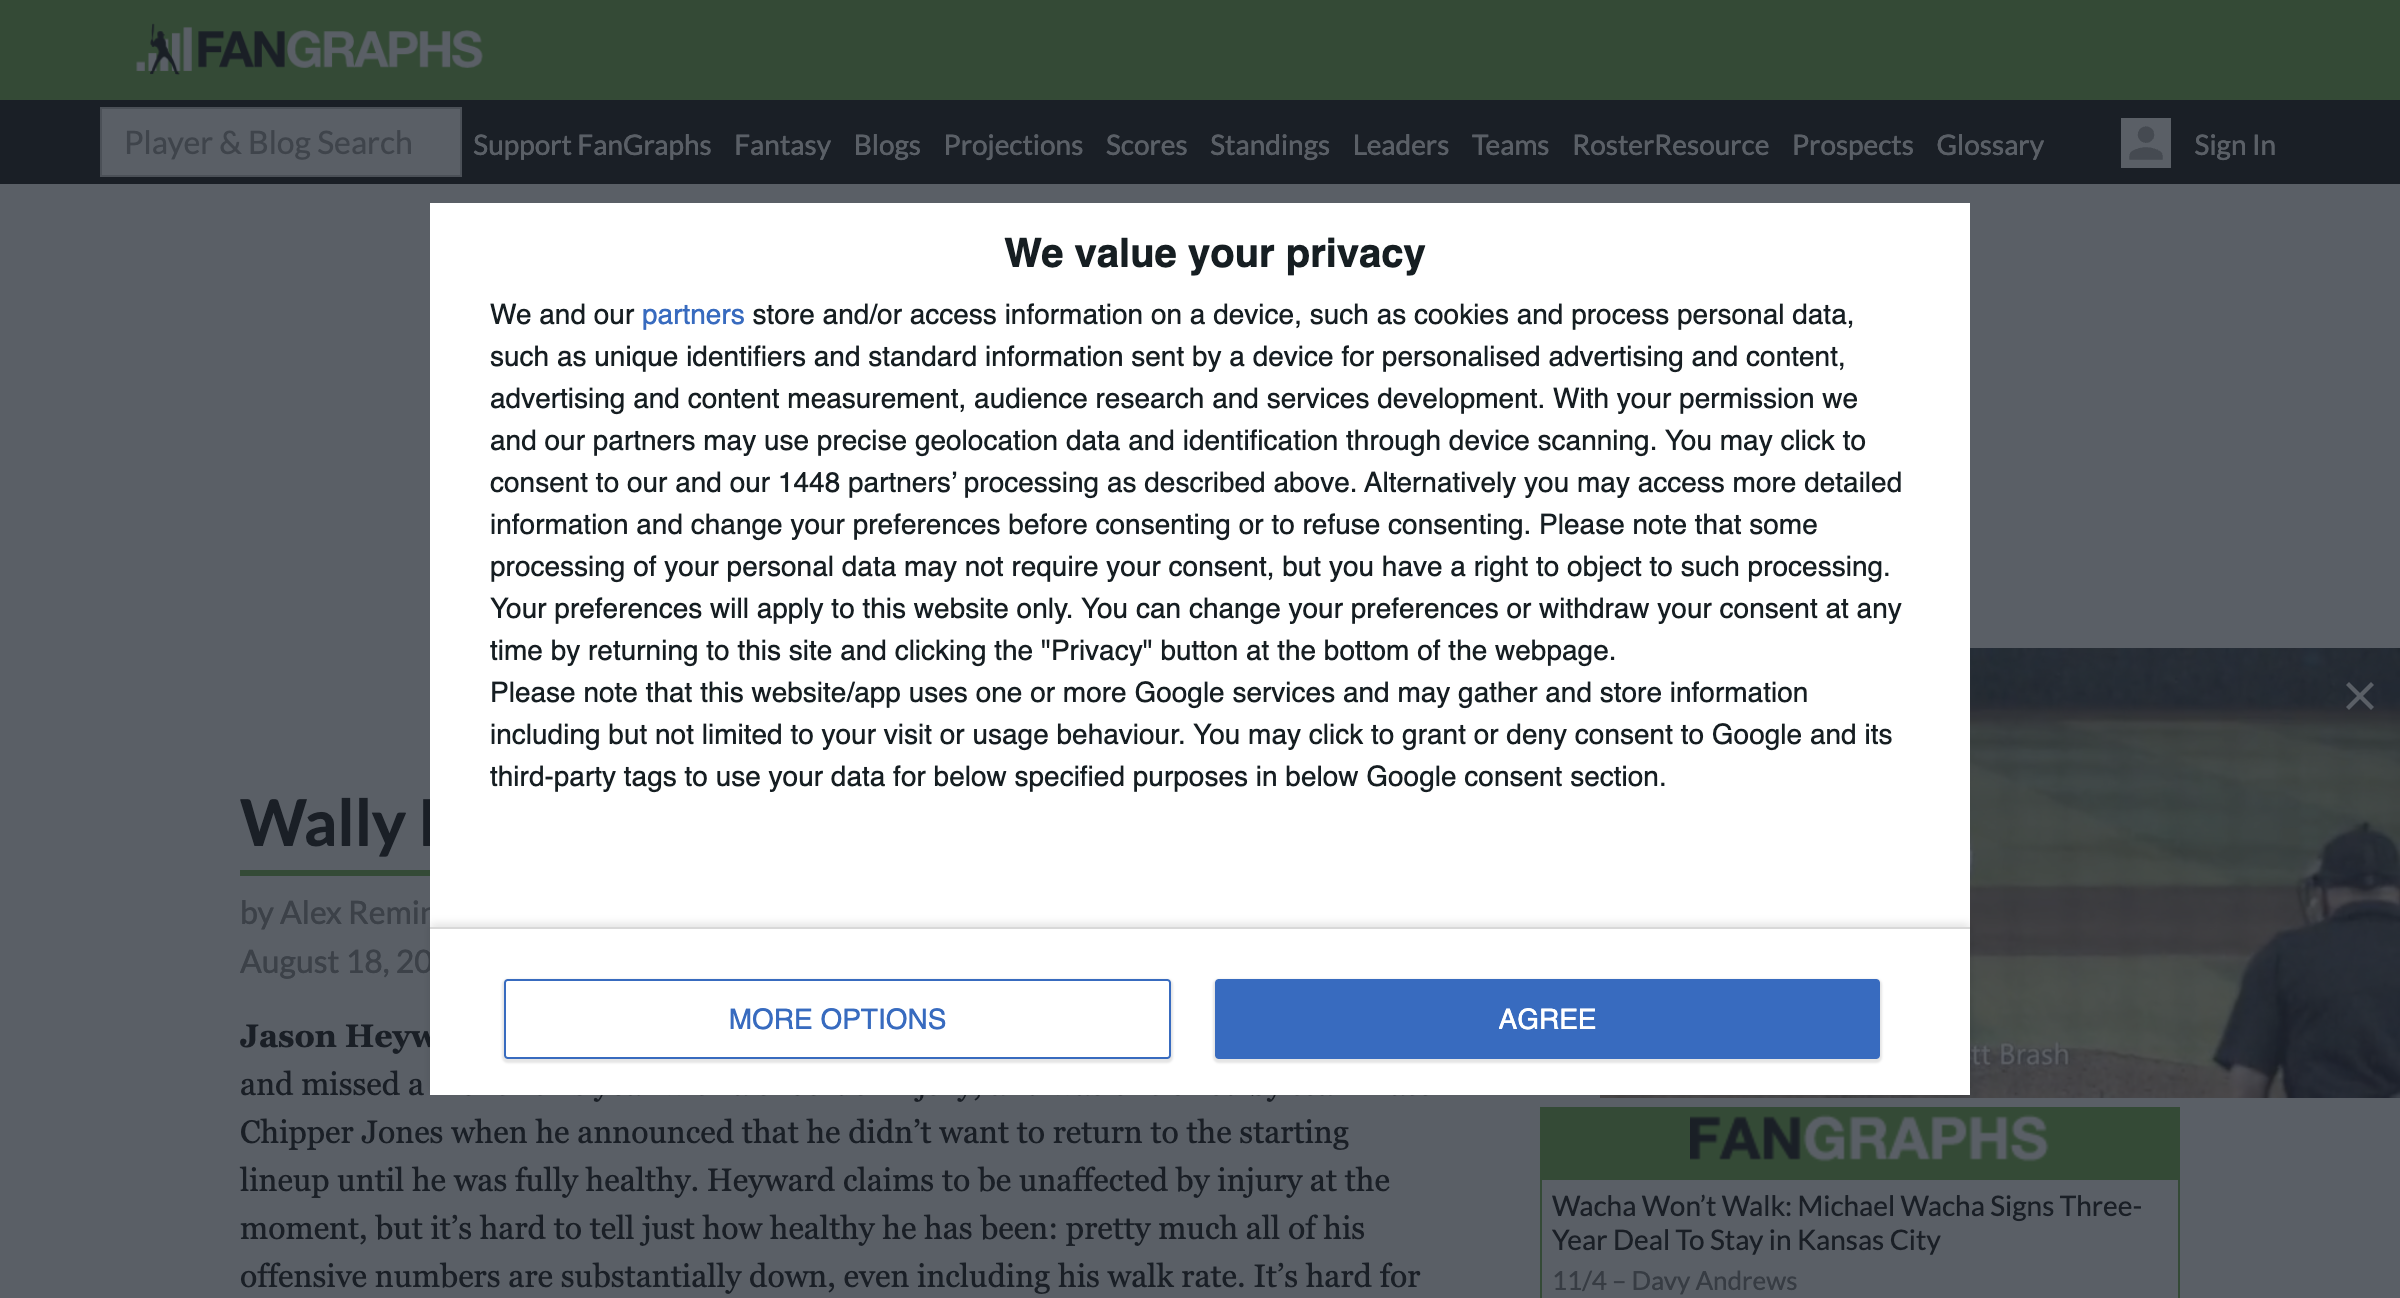 FANGRAPHS
Player & Blog Search
Support FanGraphs Fantasy Blogs Projections Scores Standings Leaders Teams RosterResource Prospects Glossary Sign In
We value your privacy
We and our partners store and/or access information on a device, such as cookies and process personal data,
such as unique identifiers and standard information sent by a device for personalised advertising and content,
advertising and content measurement, audience research and services development. With your permission we
and our partners may use precise geolocation data and identification through device scanning. You may click to
consent to our and our 1448 partners’ processing as described above. Alternatively you may access more detailed
information and change your preferences before consenting or to refuse consenting. Please note that some
processing of your personal data may not require your consent, but you have a right to object to such processing.
Your preferences will apply to this website only. You can change your preferences or withdraw your consent at any
time by returning to this site and clicking the "Privacy" button at the bottom of the webpage.
Please note that this website/app uses one or more Google services and may gather and store information
including but not limited to your visit or usage behaviour. You may click to grant or deny consent to Google and its
third-party tags to use your data for below specified purposes in below Google consent section.
MORE OPTIONS
AGREE
Wally
by Alex
August 18,
Jason
and missed a
Chipper Jones when he announced that he didn’t want to return to the starting
lineup until he was fully healthy. Heyward claims to be unaffected by injury at the
moment, but it’s hard to tell just how healthy he has been: pretty much all of his
offensive numbers are substantially down, even including his walk rate. It’s hard for
Brash
FANGRAPHS
Wacha Won’t Walk: Michael Wacha Signs Three-
Year Deal To Stay in Kansas City
11/4 – Davy Andrews